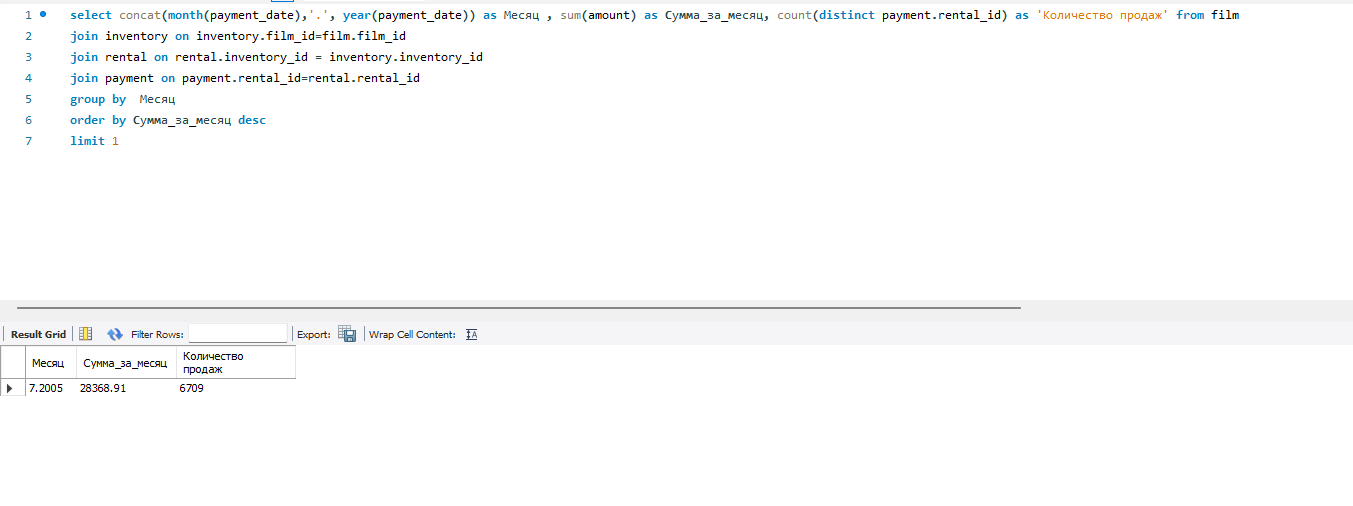 1 select concat(month(payment_date),'.', year(payment_date)) as Месяц , sum(amount) as Сумма_за_месяц, count(distinct payment.rental_id) as 'Количество продаж' from film
2 join inventory on inventory.film_id=film.film_id
3 join rental on rental.inventory_id = inventory.inventory_id
4 join payment on payment.rental_id=rental.rental_id
5 group by  Месяц
6 order by Сумма_за_месяц desc
7 limit 1
Result Grid Filter Rows: Export: Wrap Cell Content: IA
Месяц Сумма_за_месяц Количество продаж
7.2005 28368.91 6709